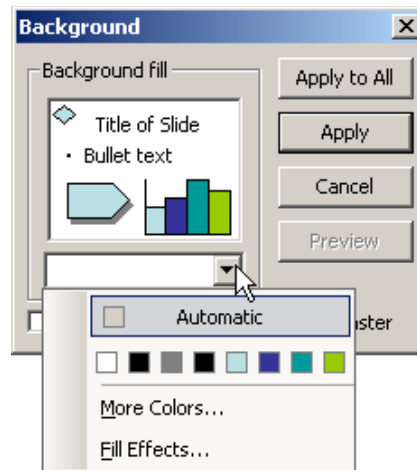 Background
Background fill
Title of Slide
• Bullet text
Apply to All
Apply
Cancel
Preview
Automatic
More Colors...
Fill Effects...